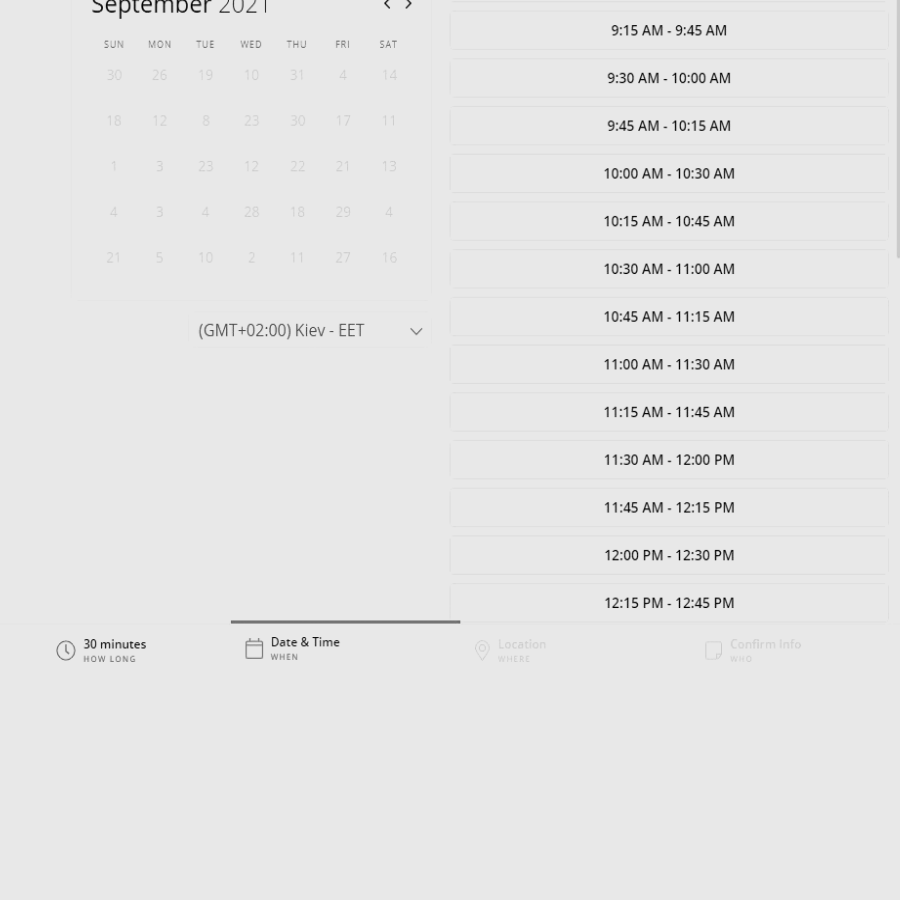 September 2021
SUN MON TUE WED THU FRI SAT
30 26 19 10 31 4 14
18 12 8 23 30 17 11
1 3 23 12 22 21 13
4 3 4 28 18 29 4
21 5 10 2 11 27 16
(GMT+02:00) Kiev - EET
9:15 AM - 9:45 AM
9:30 AM - 10:00 AM
9:45 AM - 10:15 AM
10:00 AM - 10:30 AM
10:15 AM - 10:45 AM
10:30 AM - 11:00 AM
10:45 AM - 11:15 AM
11:00 AM - 11:30 AM
11:15 AM - 11:45 AM
11:30 AM - 12:00 PM
11:45 AM - 12:15 PM
12:00 PM - 12:30 PM
12:15 PM - 12:45 PM
30 minutes
HOW LONG
Date & Time
WHEN
Location
WHERE
Confirm Info
WHO